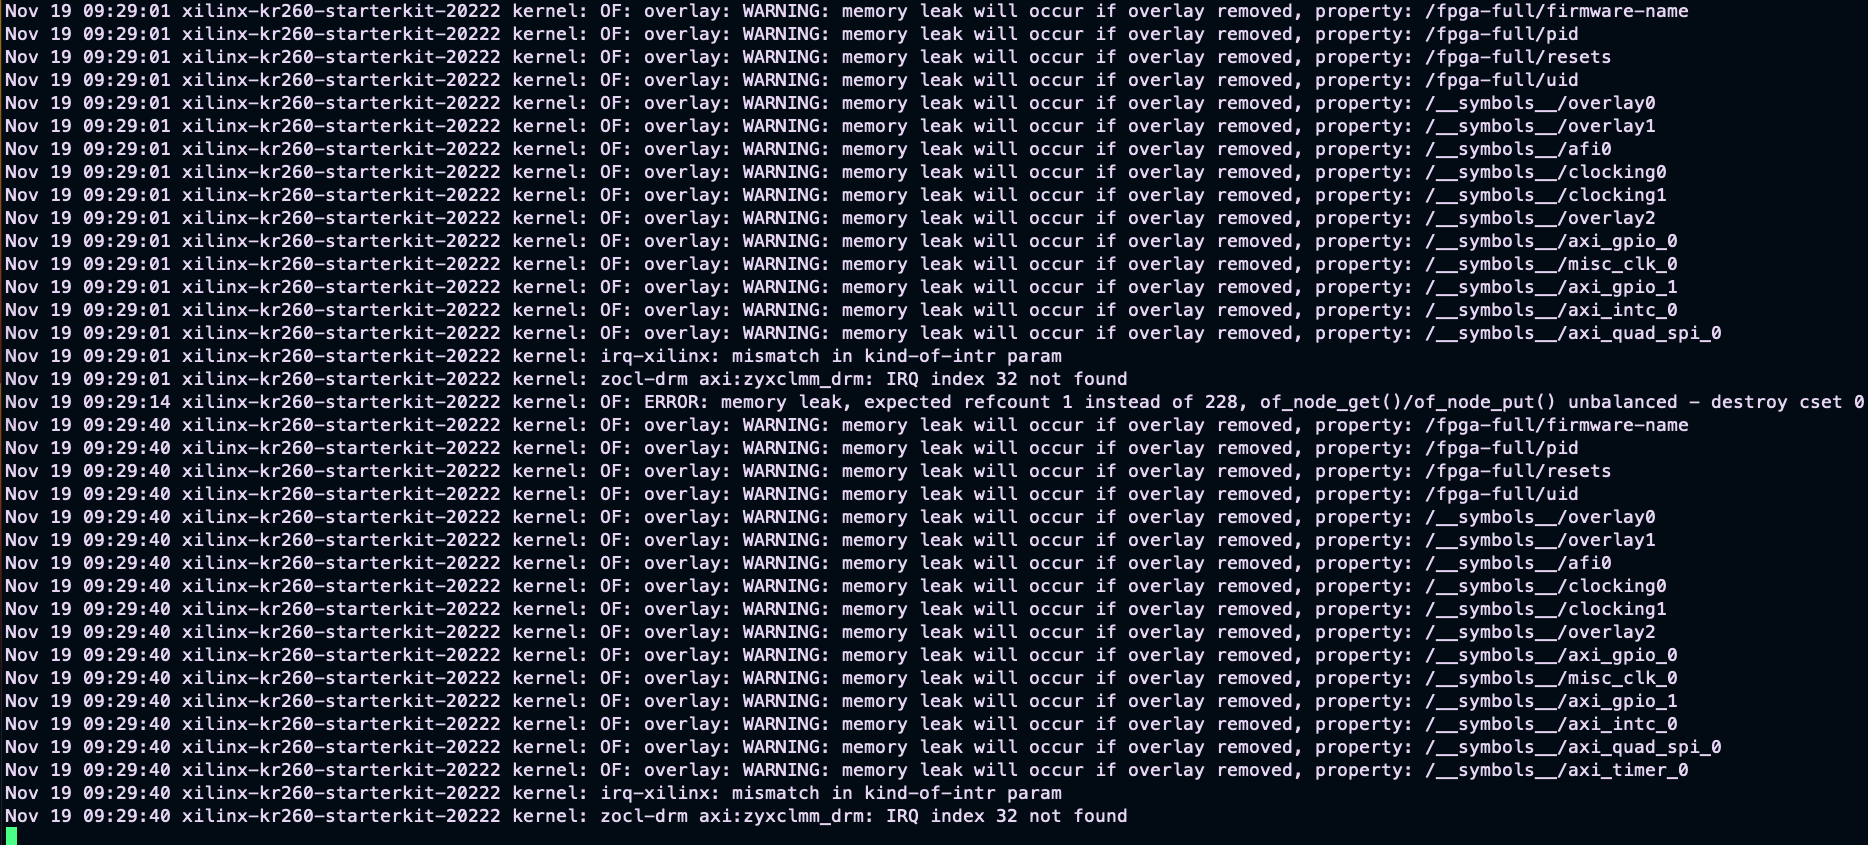 Nov 19 09:29:01 xilinx-kr260-starterkit-20222 kernel: OF: overlay: WARNING: memory leak will occur if overlay removed, property: /fpga-full/firmware-name
Nov 19 09:29:01 xilinx-kr260-starterkit-20222 kernel: OF: overlay: WARNING: memory leak will occur if overlay removed, property: /fpga-full/pid
Nov 19 09:29:01 xilinx-kr260-starterkit-20222 kernel: OF: overlay: WARNING: memory leak will occur if overlay removed, property: /fpga-full/resets
Nov 19 09:29:01 xilinx-kr260-starterkit-20222 kernel: OF: overlay: WARNING: memory leak will occur if overlay removed, property: /fpga-full/uid
Nov 19 09:29:01 xilinx-kr260-starterkit-20222 kernel: OF: overlay: WARNING: memory leak will occur if overlay removed, property: /__symbols__/overlay0
Nov 19 09:29:01 xilinx-kr260-starterkit-20222 kernel: OF: overlay: WARNING: memory leak will occur if overlay removed, property: /__symbols__/overlay1
Nov 19 09:29:01 xilinx-kr260-starterkit-20222 kernel: OF: overlay: WARNING: memory leak will occur if overlay removed, property: /__symbols__/afi0
Nov 19 09:29:01 xilinx-kr260-starterkit-20222 kernel: OF: overlay: WARNING: memory leak will occur if overlay removed, property: /__symbols__/clocking0
Nov 19 09:29:01 xilinx-kr260-starterkit-20222 kernel: OF: overlay: WARNING: memory leak will occur if overlay removed, property: /__symbols__/clocking1
Nov 19 09:29:01 xilinx-kr260-starterkit-20222 kernel: OF: overlay: WARNING: memory leak will occur if overlay removed, property: /__symbols__/overlay2
Nov 19 09:29:01 xilinx-kr260-starterkit-20222 kernel: OF: overlay: WARNING: memory leak will occur if overlay removed, property: /__symbols__/axi_gpio_0
Nov 19 09:29:01 xilinx-kr260-starterkit-20222 kernel: OF: overlay: WARNING: memory leak will occur if overlay removed, property: /__symbols__/misc_clk_0
Nov 19 09:29:01 xilinx-kr260-starterkit-20222 kernel: OF: overlay: WARNING: memory leak will occur if overlay removed, property: /__symbols__/axi_gpio_1
Nov 19 09:29:01 xilinx-kr260-starterkit-20222 kernel: OF: overlay: WARNING: memory leak will occur if overlay removed, property: /__symbols__/axi_intc_0
Nov 19 09:29:01 xilinx-kr260-starterkit-20222 kernel: OF: overlay: WARNING: memory leak will occur if overlay removed, property: /__symbols__/axi_quad_spi_0
Nov 19 09:29:01 xilinx-kr260-starterkit-20222 kernel: irq-xilinx: mismatch in kind-of-intr param
Nov 19 09:29:01 xilinx-kr260-starterkit-20222 kernel: zocl-drm axi:zyxclmm_drm: IRQ index 32 not found
Nov 19 09:29:14 xilinx-kr260-starterkit-20222 kernel: OF: ERROR: memory leak, expected refcount 1 instead of 228, of_node_get()/of_node_put() unbalanced - destroy cset 0
Nov 19 09:29:40 xilinx-kr260-starterkit-20222 kernel: OF: overlay: WARNING: memory leak will occur if overlay removed, property: /fpga-full/firmware-name
Nov 19 09:29:40 xilinx-kr260-starterkit-20222 kernel: OF: overlay: WARNING: memory leak will occur if overlay removed, property: /fpga-full/pid
Nov 19 09:29:40 xilinx-kr260-starterkit-20222 kernel: OF: overlay: WARNING: memory leak will occur if overlay removed, property: /fpga-full/resets
Nov 19 09:29:40 xilinx-kr260-starterkit-20222 kernel: OF: overlay: WARNING: memory leak will occur if overlay removed, property: /fpga-full/uid
Nov 19 09:29:40 xilinx-kr260-starterkit-20222 kernel: OF: overlay: WARNING: memory leak will occur if overlay removed, property: /__symbols__/overlay0
Nov 19 09:29:40 xilinx-kr260-starterkit-20222 kernel: OF: overlay: WARNING: memory leak will occur if overlay removed, property: /__symbols__/overlay1
Nov 19 09:29:40 xilinx-kr260-starterkit-20222 kernel: OF: overlay: WARNING: memory leak will occur if overlay removed, property: /__symbols__/afi0
Nov 19 09:29:40 xilinx-kr260-starterkit-20222 kernel: OF: overlay: WARNING: memory leak will occur if overlay removed, property: /__symbols__/clocking0
Nov 19 09:29:40 xilinx-kr260-starterkit-20222 kernel: OF: overlay: WARNING: memory leak will occur if overlay removed, property: /__symbols__/clocking1
Nov 19 09:29:40 xilinx-kr260-starterkit-20222 kernel: OF: overlay: WARNING: memory leak will occur if overlay removed, property: /__symbols__/overlay2
Nov 19 09:29:40 xilinx-kr260-starterkit-20222 kernel: OF: overlay: WARNING: memory leak will occur if overlay removed, property: /__symbols__/axi_gpio_0
Nov 19 09:29:40 xilinx-kr260-starterkit-20222 kernel: OF: overlay: WARNING: memory leak will occur if overlay removed, property: /__symbols__/misc_clk_0
Nov 19 09:29:40 xilinx-kr260-starterkit-20222 kernel: OF: overlay: WARNING: memory leak will occur if overlay removed, property: /__symbols__/axi_gpio_1
Nov 19 09:29:40 xilinx-kr260-starterkit-20222 kernel: OF: overlay: WARNING: memory leak will occur if overlay removed, property: /__symbols__/axi_intc_0
Nov 19 09:29:40 xilinx-kr260-starterkit-20222 kernel: OF: overlay: WARNING: memory leak will occur if overlay removed, property: /__symbols__/axi_quad_spi_0
Nov 19 09:29:40 xilinx-kr260-starterkit-20222 kernel: OF: overlay: WARNING: memory leak will occur if overlay removed, property: /__symbols__/axi_timer_0
Nov 19 09:29:40 xilinx-kr260-starterkit-20222 kernel: irq-xilinx: mismatch in kind-of-intr param
Nov 19 09:29:40 xilinx-kr260-starterkit-20222 kernel: zocl-drm axi:zyxclmm_drm: IRQ index 32 not found